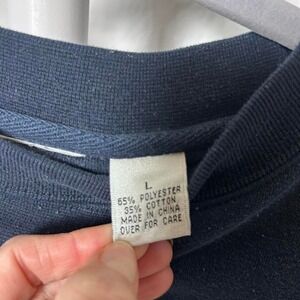 L
65% POLYESTER
35% COTTON
MADE IN CHINA
OVER FOR CARE